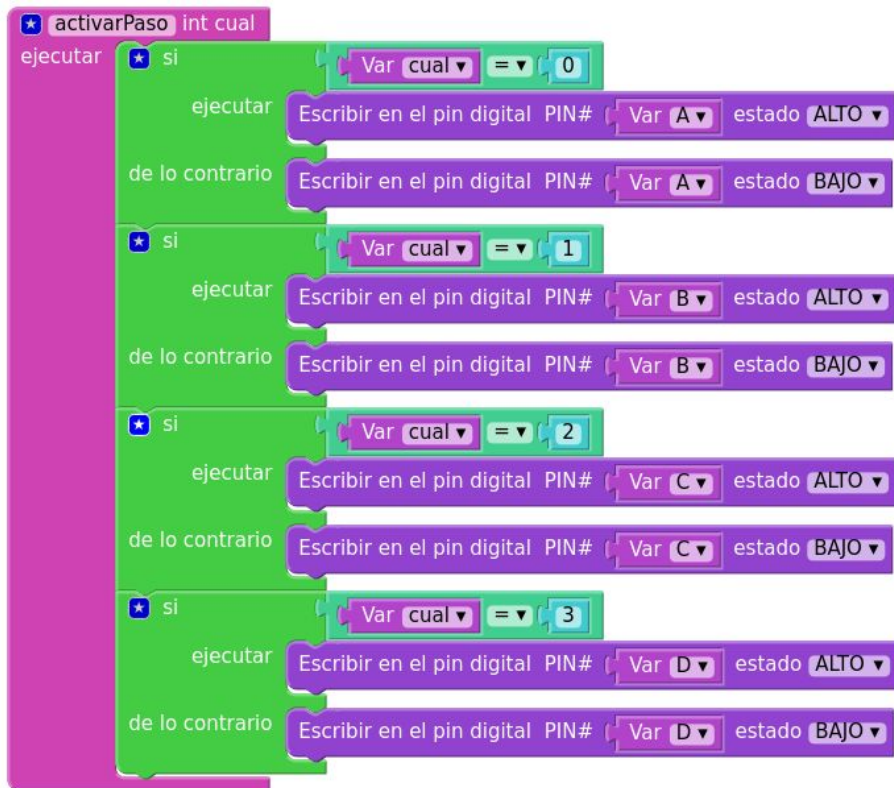 activarPaso int cual
ejecutar si Var cual = 0
ejecutar Escribir en el pin digital PIN# Var A estado ALTO
de lo contrario Escribir en el pin digital PIN# Var A estado BAJO
si Var cual = 1
ejecutar Escribir en el pin digital PIN# Var B estado ALTO
de lo contrario Escribir en el pin digital PIN# Var B estado BAJO
si Var cual = 2
ejecutar Escribir en el pin digital PIN# Var C estado ALTO
de lo contrario Escribir en el pin digital PIN# Var C estado BAJO
si Var cual = 3
ejecutar Escribir en el pin digital PIN# Var D estado ALTO
de lo contrario Escribir en el pin digital PIN# Var D estado BAJO